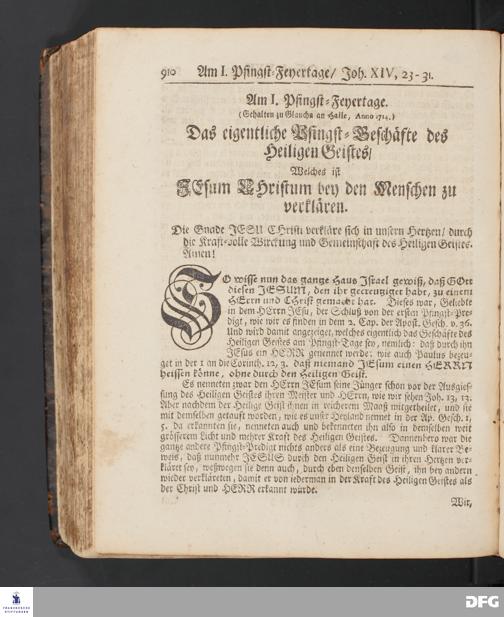 910 Am I. Pfingst-Feyertage/ Joh. XIV, 23-31.
Am I. Pfingst-Feyertage.
(Gehalten zu Glaucha an Halle, Anno 1714.)
Das eigentliche Pfingst-Geschäfte des
Heiligen Geistes/
Welches ist
JEsum CHristum bey den Menschen zu
verklären.
Die Gnade JESU CHristi verkläre sich in unsern Hertzen/ durch
die Kraft-volle Wirckung und Gemeinschaft des Heiligen Geistes.
Amen!
SO wisse nun das gantze Haus Israel gewiß, daß GOtt
diesen JESUM, den ihr gecreutziget habt, zu einem
HErrn und CHrist gemacht hat. Dieses war, Geliebte
in dem HErrn JEsu, der Schluß von der ersten Pfingst-Pre-
digt, wie wir es finden in dem 2. Cap. der Apost. Gesch. v. 36.
Und wird damit angezeiget, welches eigentlich das Geschäfte des
Heiligen Geistes am Pfingst-Tage sey, nemlich: daß durch ihn
JEsus ein HERR genennet werde; wie auch Paulus bezeu-
get in der 1 an die Corinth. 12, 3. daß niemand JEsum einen HERRN
heissen könne, ohne durch den Heiligen Geist.
Es nenneten zwar den HErrn JEsum seine Jünger schon vor der Ausgies-
sung des Heiligen Geistes ihren Meister und HErrn, wie wir sehen Joh. 13, 13.
Aber nachdem der Heilige Geist ihnen in reicherem Maaß mitgetheilet, und sie
mit demselben getauft worden, wie es unser Heyland nennet in der Ap. Gesch. 1,
5. da erkannten sie, nenneten auch und bekenneten ihn also in demselben weit
grösserem Licht und mehrer Kraft des Heiligen Geistes. Dannenhero war die
gantze andere Pfingst-Predigt nichts anders als eine Bezeugung und klarer Be-
weis, daß nunmehr JESUS durch den Heiligen Geist in ihren Hertzen ver-
kläret sey, weßwegen sie denn auch, durch eben denselben Geist, ihn bey andern
wieder verkläreten, damit er von iederman in der Kraft des Heiligen Geistes als
der Christ und HERR erkannt würde.
Wir,
FRANCKESCHE
STIFTUNGEN
DFG